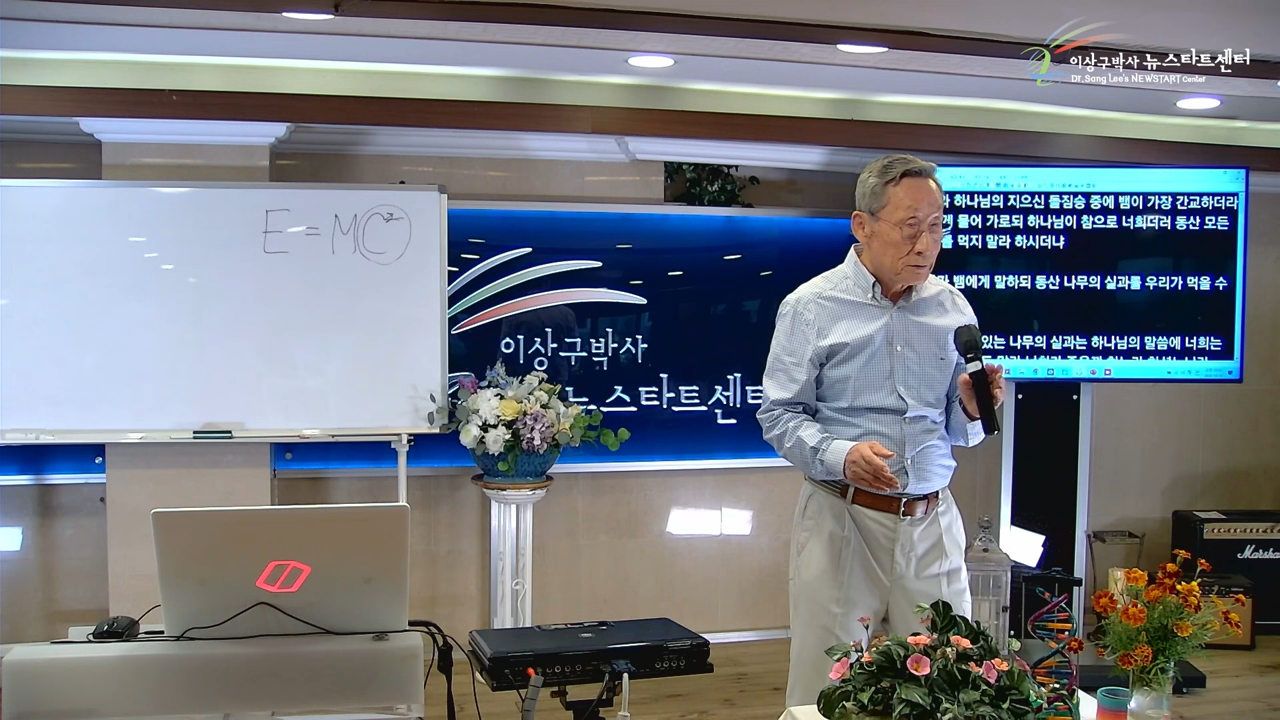 이상구박사 뉴스타트센터
Dr. Sang Lee's NEWSTART Center
E = MC²
이상구박사
뉴스타트센터
하나님의 지으신 들짐승 중에 뱀이 가장 간교하더라
물어 가로되 하나님이 참으로 너희더러 동산 모든
먹지 말라 하시더냐
뱀에게 말하되 동산 나무의 실과를 우리가 먹을 수
있는 나무의 실과는 하나님의 말씀에 너희는
Marshall